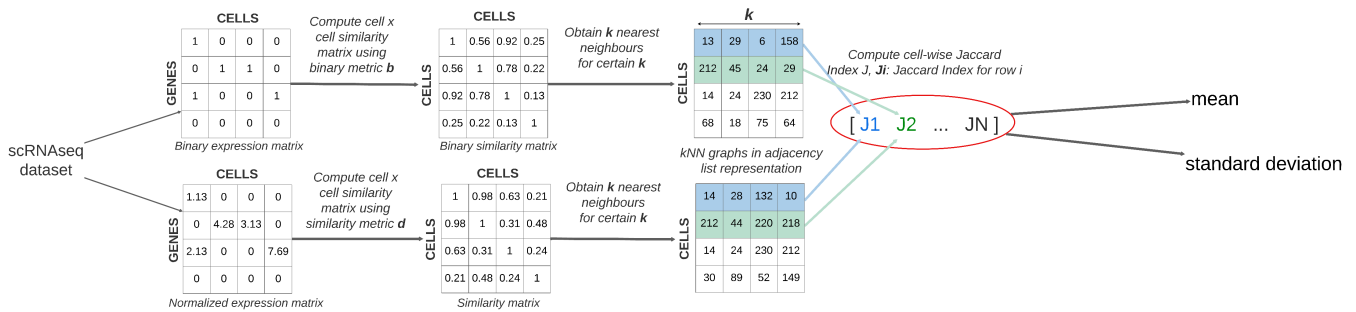 scRNAseq
dataset
CELLS
GENES
1 0 0 0
0 1 1 0
1 0 0 1
0 0 0 0
Binary expression matrix
Compute cell x
cell similarity
matrix using
binary metric b
CELLS
CELLS
1 0.56 0.92 0.25
0.56 1 0.78 0.22
0.92 0.78 1 0.13
0.25 0.22 0.13 1
Binary similarity matrix
Obtain k nearest
neighbours
for certain k
k
CELLS
13 29 6 158
212 45 24 29
14 24 230 212
68 18 75 64
kNN graphs in adjacency
list representation
CELLS
GENES
1.13 0 0 0
0 4.28 3.13 0
2.13 0 0 7.69
0 0 0 0
Normalized expression matrix
Compute cell x
cell similarity
matrix using
similarity metric d
CELLS
CELLS
1 0.98 0.63 0.21
0.98 1 0.31 0.48
0.63 0.31 1 0.24
0.21 0.48 0.24 1
Similarity matrix
Obtain k nearest
neighbours
for certain k
CELLS
14 28 132 10
212 44 220 218
14 24 230 212
30 89 52 149
Compute cell-wise Jaccard
Index J, Ji: Jaccard Index for row i
[ J1 J2 ... JN ]
mean
standard deviation